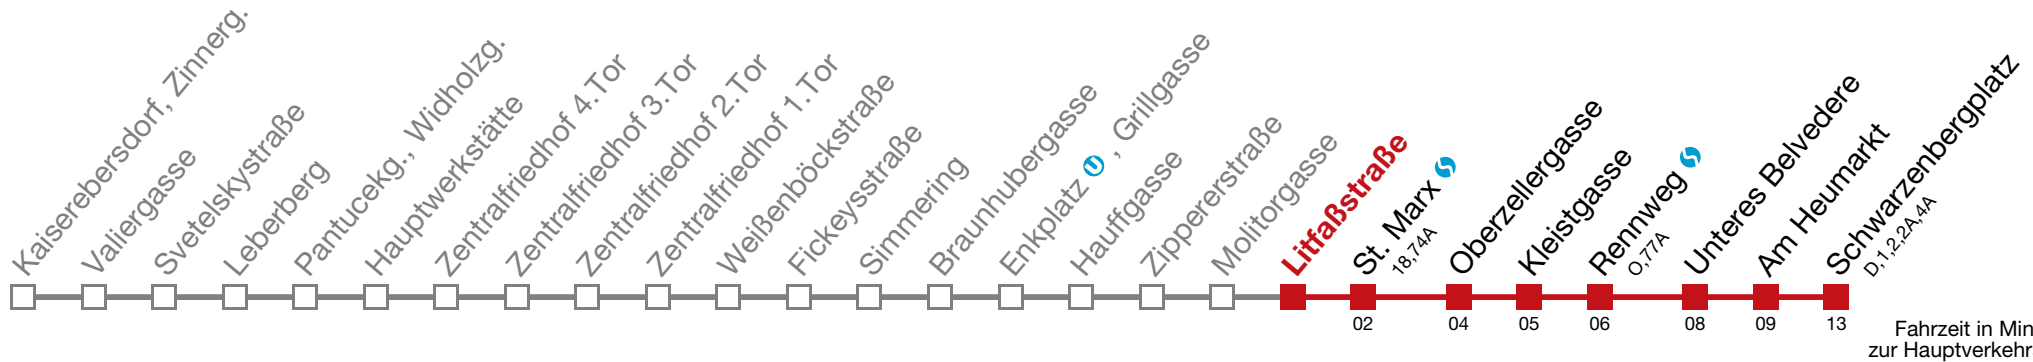 Kaiserebersdorf, Zinnerg.
Valiergasse
Svetelskystraße
Leberberg
Pantucekg., Widholzg.
Hauptwerkstätte
Zentralfriedhof 4.Tor
Zentralfriedhof 3.Tor
Zentralfriedhof 2.Tor
Zentralfriedhof 1.Tor
Weißenböckstraße
Fickeysstraße
Simmering
Braunhubergasse
Enkplatz U , Grillgasse
Hauffgasse
Zippererstraße
Molitorgasse
Litfaßstraße
St. Marx S
18,74A
Oberzellergasse
Kleistgasse
Rennweg S
O,77A
Unteres Belvedere
Am Heumarkt
Schwarzenbergplatz
D,1,2,2A,4A
02 04 05 06 08 09 13
Fahrzeit in Min
zur Hauptverkehr